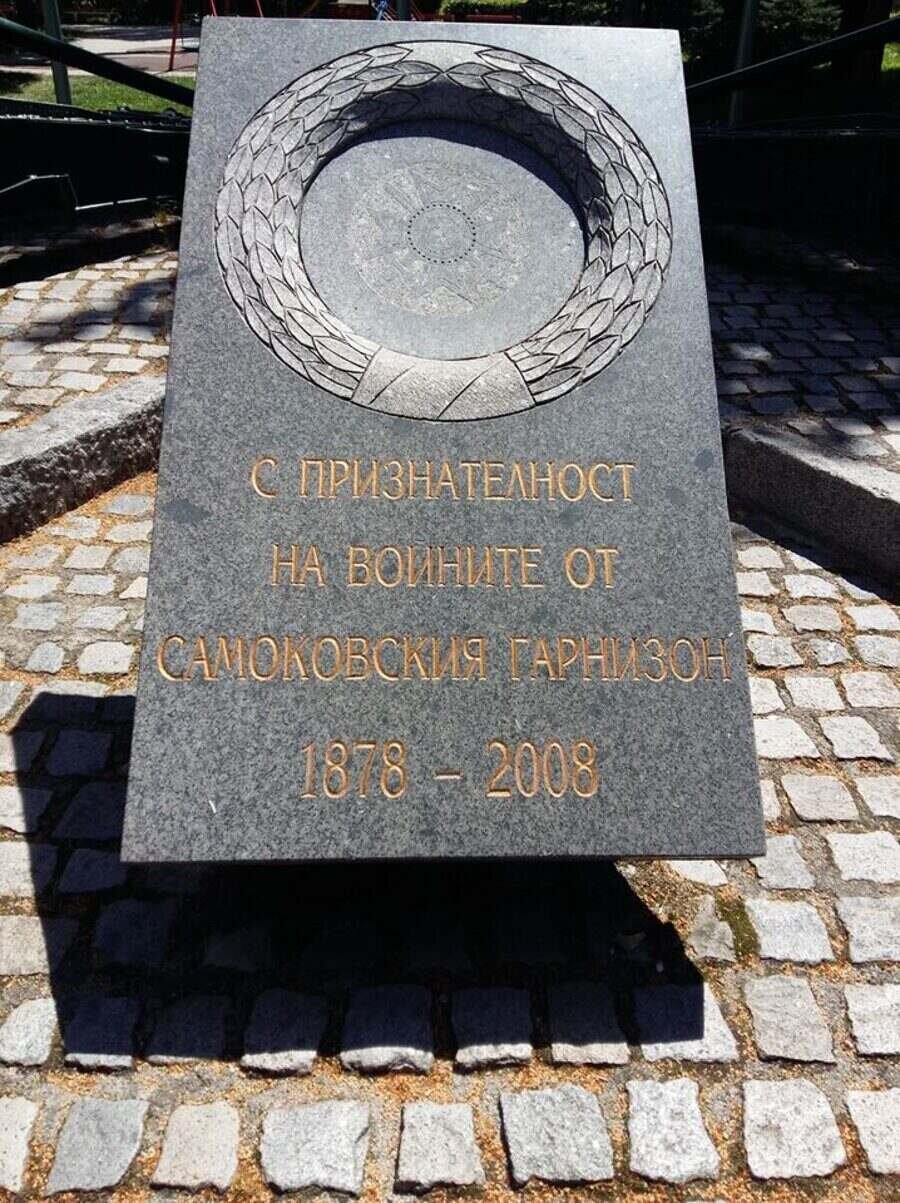 С ПРИЗНАТЕЛНОСТ
НА ВОИНИТЕ ОТ
САМОКОВСКИЯ ГАРНИЗОН
1878 – 2008